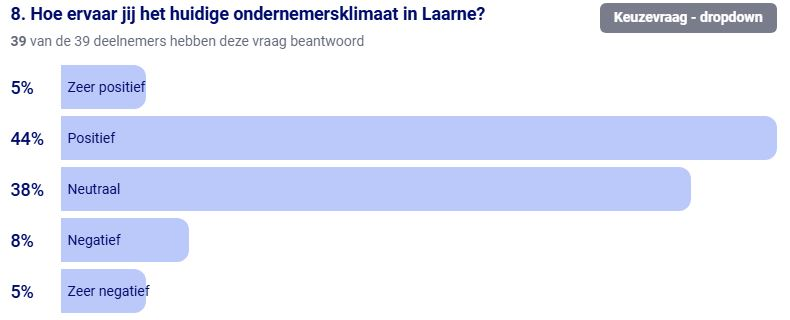 8. Hoe ervaar jij het huidige ondernemersklimaat in Laarne?
Keuzevraag - dropdown
39 van de 39 deelnemers hebben deze vraag beantwoord
5% Zeer positief
44% Positief
38% Neutraal
8% Negatief
5% Zeer negatief